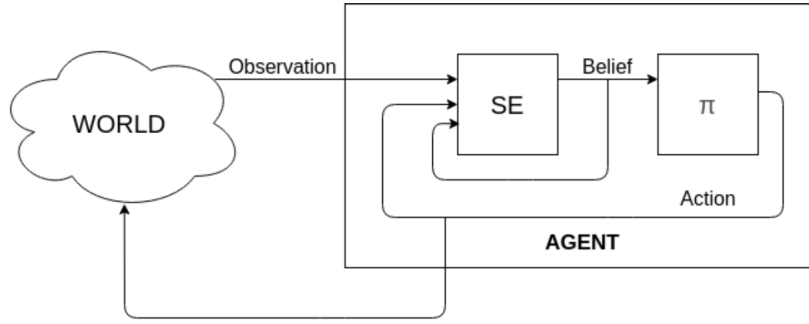 Observation
Belief
WORLD
SE
π
Action
AGENT